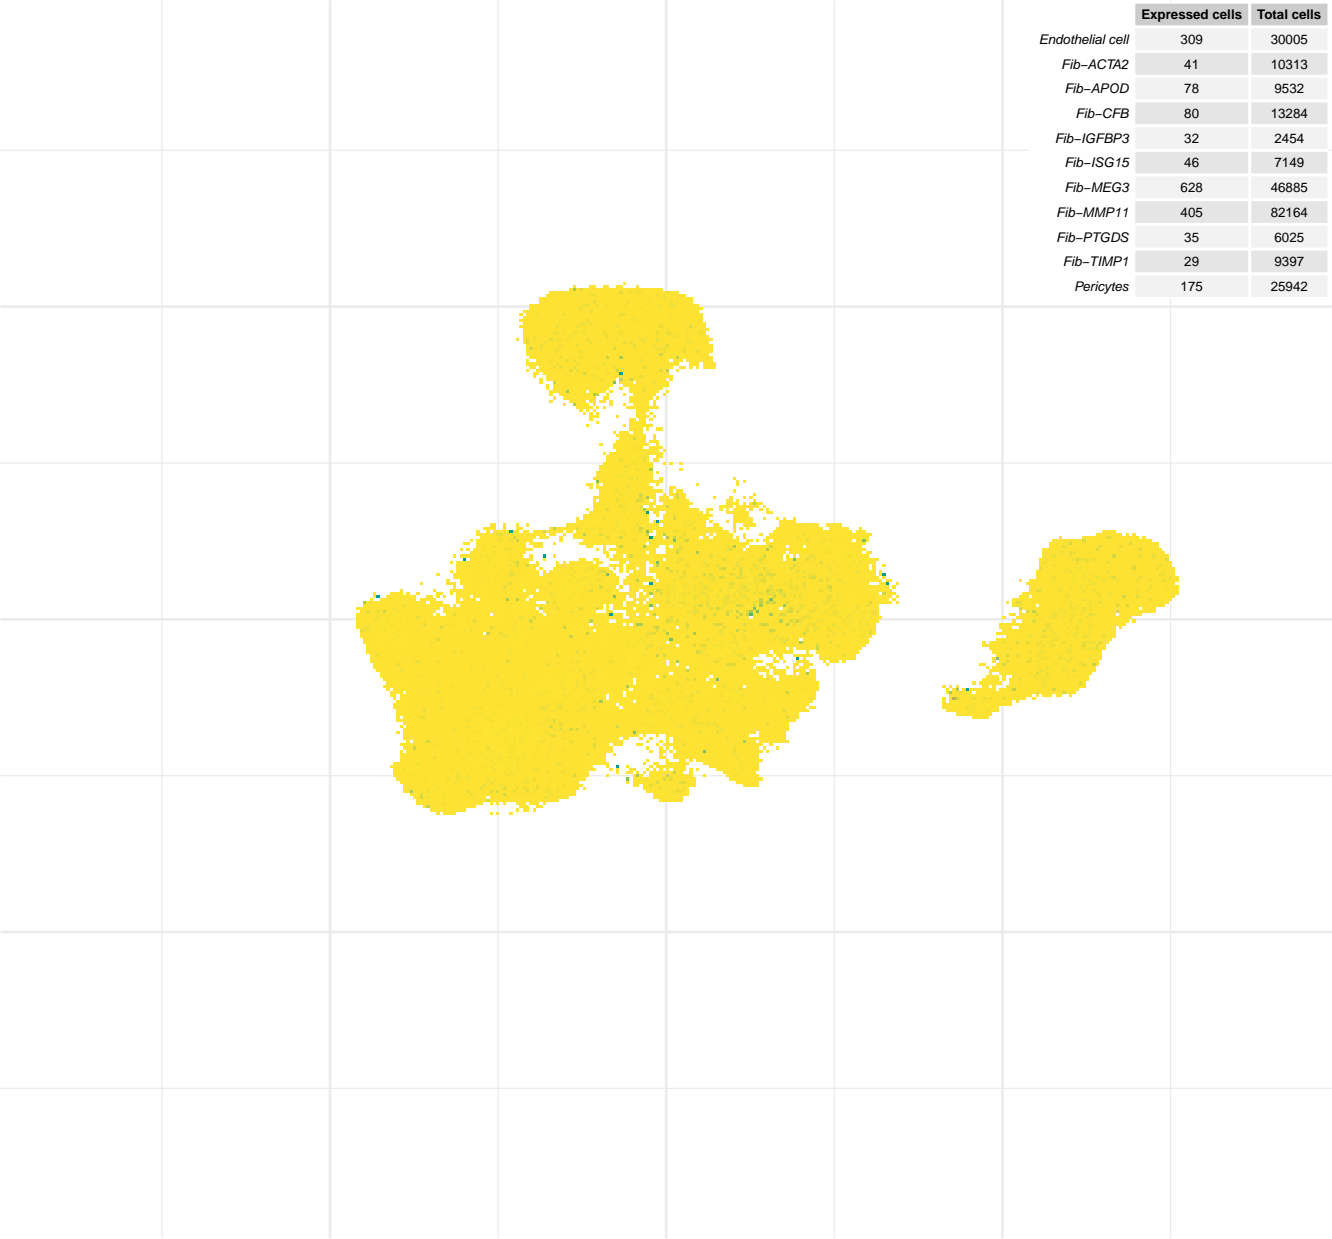 Expressed cells Total cells
Endothelial cell 309 30005
Fib−ACTA2 41 10313
Fib−APOD 78 9532
Fib−CFB 80 13284
Fib−IGFBP3 32 2454
Fib−ISG15 46 7149
Fib−MEG3 628 46885
Fib−MMP11 405 82164
Fib−PTGDS 35 6025
Fib−TIMP1 29 9397
Pericytes 175 25942